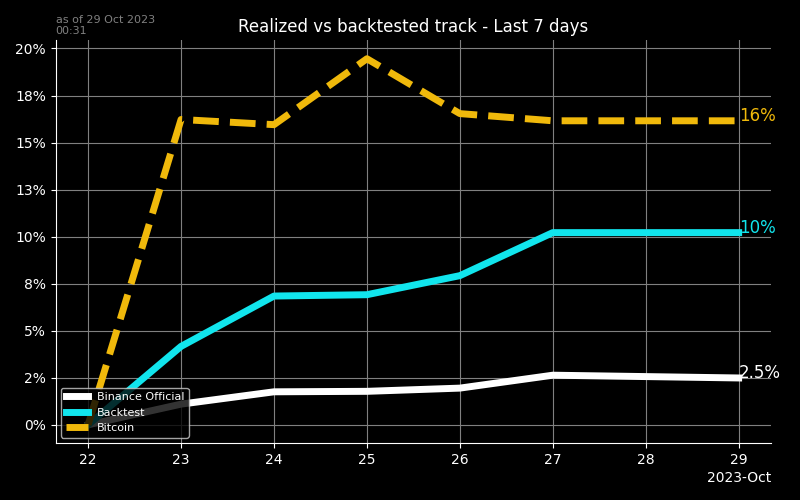 as of 29 Oct 2023
00:31
Realized vs backtested track - Last 7 days
20%
18%
15%
13%
10%
8%
5%
2%
0%
16%
10%
2.5%
Binance Official
Backtest
Bitcoin
22 23 24 25 26 27 28 29
2023-Oct